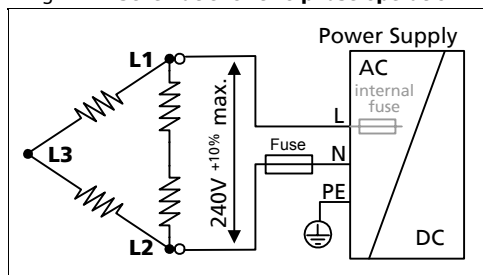 Power Supply
L1
AC
internal
fuse
L
Fuse
N
L3
240V +10% max.
PE
L2
DC